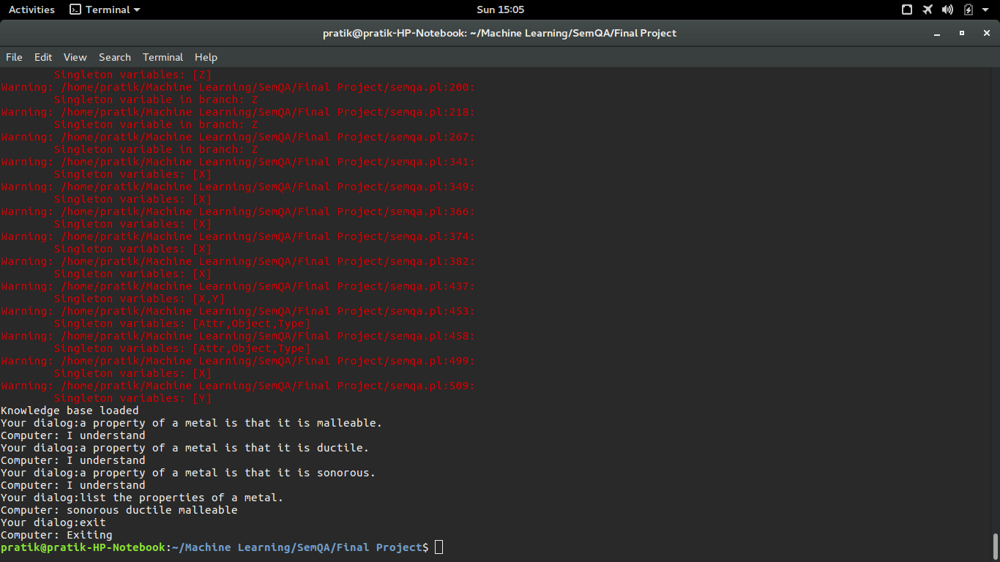 Activities Terminal Sun 15:05
pratik@pratik-HP-Notebook: ~/Machine Learning/SemQA/Final Project
File Edit View Search Terminal Help
Singleton variables: [Z]
Warning: /home/pratik/Machine Learning/SemQA/Final Project/semqa.pl:200:
Singleton variable in branch: Z
Warning: /home/pratik/Machine Learning/SemQA/Final Project/semqa.pl:218:
Singleton variable in branch: Z
Warning: /home/pratik/Machine Learning/SemQA/Final Project/semqa.pl:267:
Singleton variable in branch: Z
Warning: /home/pratik/Machine Learning/SemQA/Final Project/semqa.pl:341:
Singleton variables: [X]
Warning: /home/pratik/Machine Learning/SemQA/Final Project/semqa.pl:349:
Singleton variables: [X]
Warning: /home/pratik/Machine Learning/SemQA/Final Project/semqa.pl:366:
Singleton variables: [X]
Warning: /home/pratik/Machine Learning/SemQA/Final Project/semqa.pl:374:
Singleton variables: [X]
Warning: /home/pratik/Machine Learning/SemQA/Final Project/semqa.pl:382:
Singleton variables: [X]
Warning: /home/pratik/Machine Learning/SemQA/Final Project/semqa.pl:437:
Singleton variables: [X,Y]
Warning: /home/pratik/Machine Learning/SemQA/Final Project/semqa.pl:453:
Singleton variables: [Attr,Object,Type]
Warning: /home/pratik/Machine Learning/SemQA/Final Project/semqa.pl:458:
Singleton variables: [Attr,Object,Type]
Warning: /home/pratik/Machine Learning/SemQA/Final Project/semqa.pl:499:
Singleton variables: [X]
Warning: /home/pratik/Machine Learning/SemQA/Final Project/semqa.pl:509:
Singleton variables: [Y]
Knowledge base loaded
Your dialog:a property of a metal is that it is malleable.
Computer: I understand
Your dialog:a property of a metal is that it is ductile.
Computer: I understand
Your dialog:a property of a metal is that it is sonorous.
Computer: I understand
Your dialog:list the properties of a metal.
Computer: sonorous ductile malleable
Your dialog:exit
Computer: Exiting
pratik@pratik-HP-Notebook:~/Machine Learning/SemQA/Final Project$